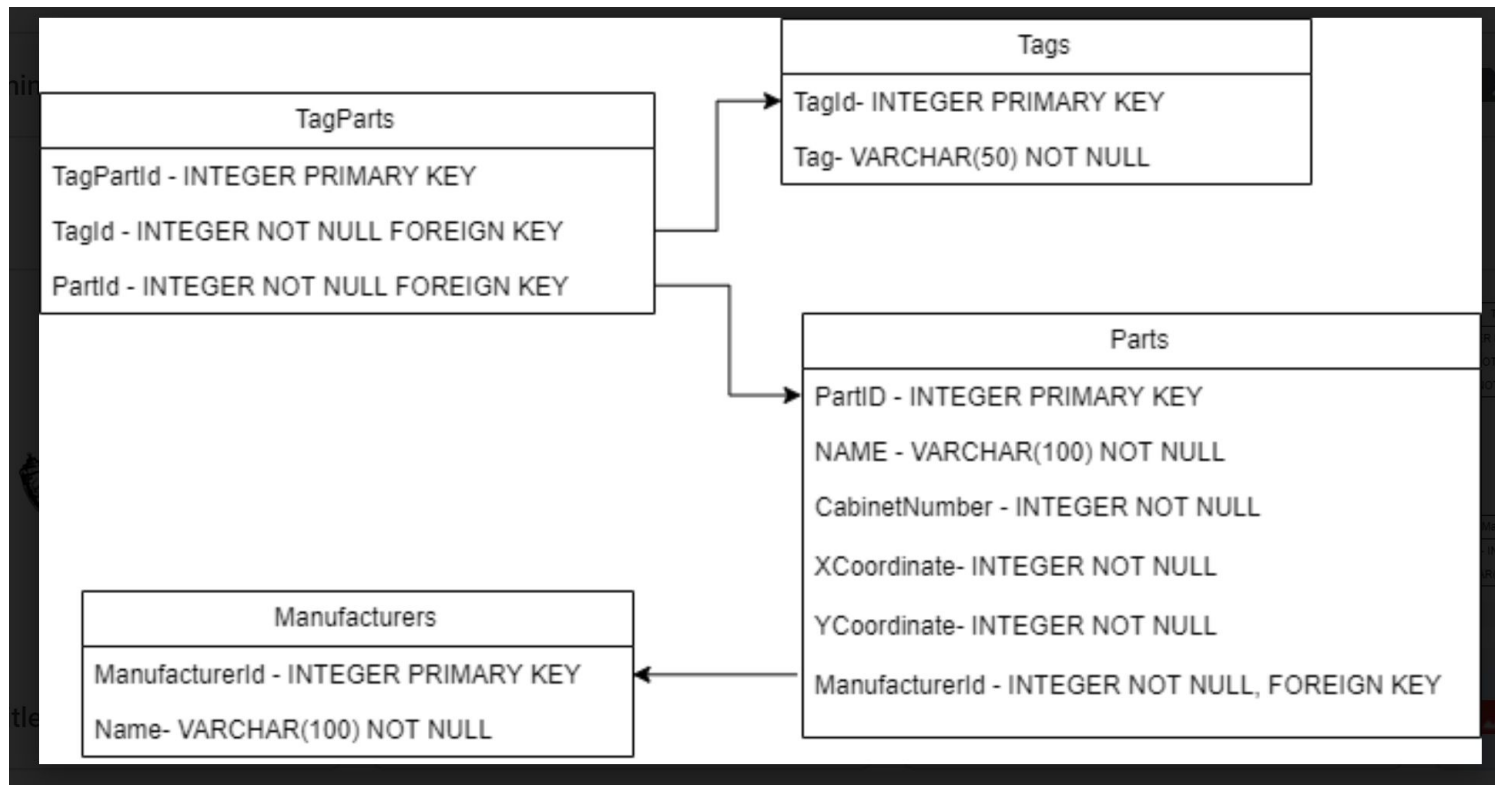 Tags
TagId- INTEGER PRIMARY KEY
Tag- VARCHAR(50) NOT NULL
TagParts
TagPartId - INTEGER PRIMARY KEY
TagId - INTEGER NOT NULL FOREIGN KEY
PartId - INTEGER NOT NULL FOREIGN KEY
Parts
PartID - INTEGER PRIMARY KEY
NAME - VARCHAR(100) NOT NULL
CabinetNumber - INTEGER NOT NULL
XCoordinate- INTEGER NOT NULL
YCoordinate- INTEGER NOT NULL
ManufacturerId - INTEGER NOT NULL, FOREIGN KEY
Manufacturers
ManufacturerId - INTEGER PRIMARY KEY
Name- VARCHAR(100) NOT NULL